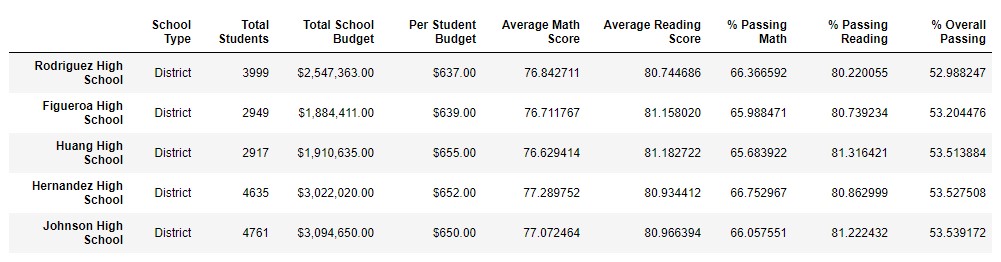 School Type Total Students Total School Budget Per Student Budget Average Math Score Average Reading Score % Passing Math % Passing Reading % Overall Passing
Rodriguez High School District 3999 $2,547,363.00 $637.00 76.842711 80.744686 66.366592 80.220055 52.988247
Figueroa High School District 2949 $1,884,411.00 $639.00 76.711767 81.158020 65.988471 80.739234 53.204476
Huang High School District 2917 $1,910,635.00 $655.00 76.629414 81.182722 65.683922 81.316421 53.513884
Hernandez High School District 4635 $3,022,020.00 $652.00 77.289752 80.934412 66.752967 80.862999 53.527508
Johnson High School District 4761 $3,094,650.00 $650.00 77.072464 80.966394 66.057551 81.222432 53.539172